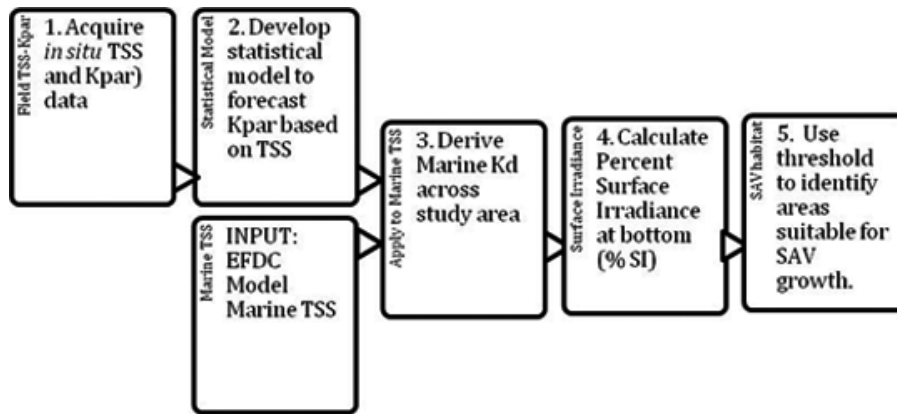 Field TSS-Kpar
1. Acquire
in situ TSS
and Kpar)
data
Statistical Model
2. Develop
statistical
model to
forecast
Kpar based
on TSS
Marine TSS
INPUT:
EFDC
Model
Marine TSS
Apply to Marine TSS
3. Derive
Marine Kd
across
study area
Surface Irradiance
4. Calculate
Percent
Surface
Irradiance
at bottom
(% SI)
SAV habitat
5. Use
threshold
to identify
areas
suitable for
SAV
growth.